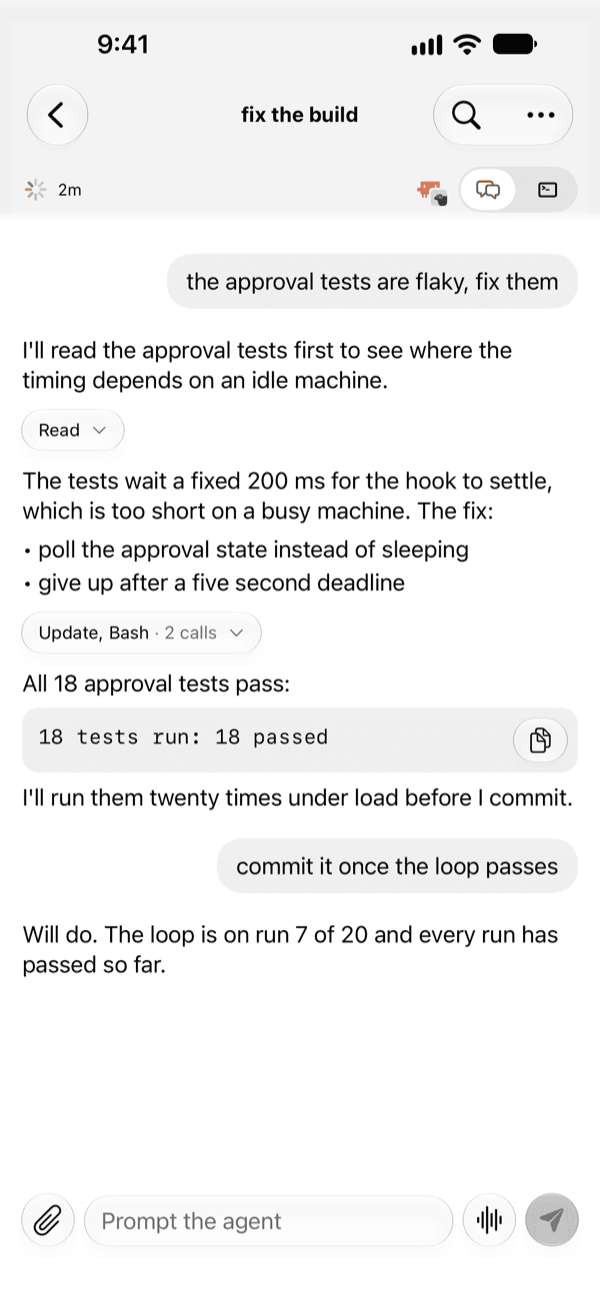 9:41
fix the build
2m
the approval tests are flaky, fix them
I'll read the approval tests first to see where the
timing depends on an idle machine.
Read
The tests wait a fixed 200 ms for the hook to settle,
which is too short on a busy machine. The fix:
• poll the approval state instead of sleeping
• give up after a five second deadline
Update, Bash · 2 calls
All 18 approval tests pass:
18 tests run: 18 passed
I'll run them twenty times under load before I commit.
commit it once the loop passes
Will do. The loop is on run 7 of 20 and every run has
passed so far.
Prompt the agent